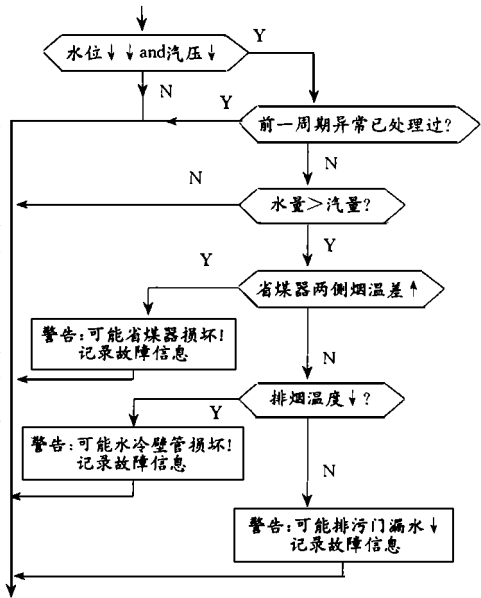 水位↓↓and汽压↓
Y
N
Y
前一周期异常已处理过?
N
N
水量>汽量?
Y
Y
省煤器两侧烟温差↑
警告:可能省煤器损坏!
记录故障信息
N
排烟温度↓?
Y
警告:可能水冷壁管损坏!
记录故障信息
N
警告:可能排污门漏水↓
记录故障信息